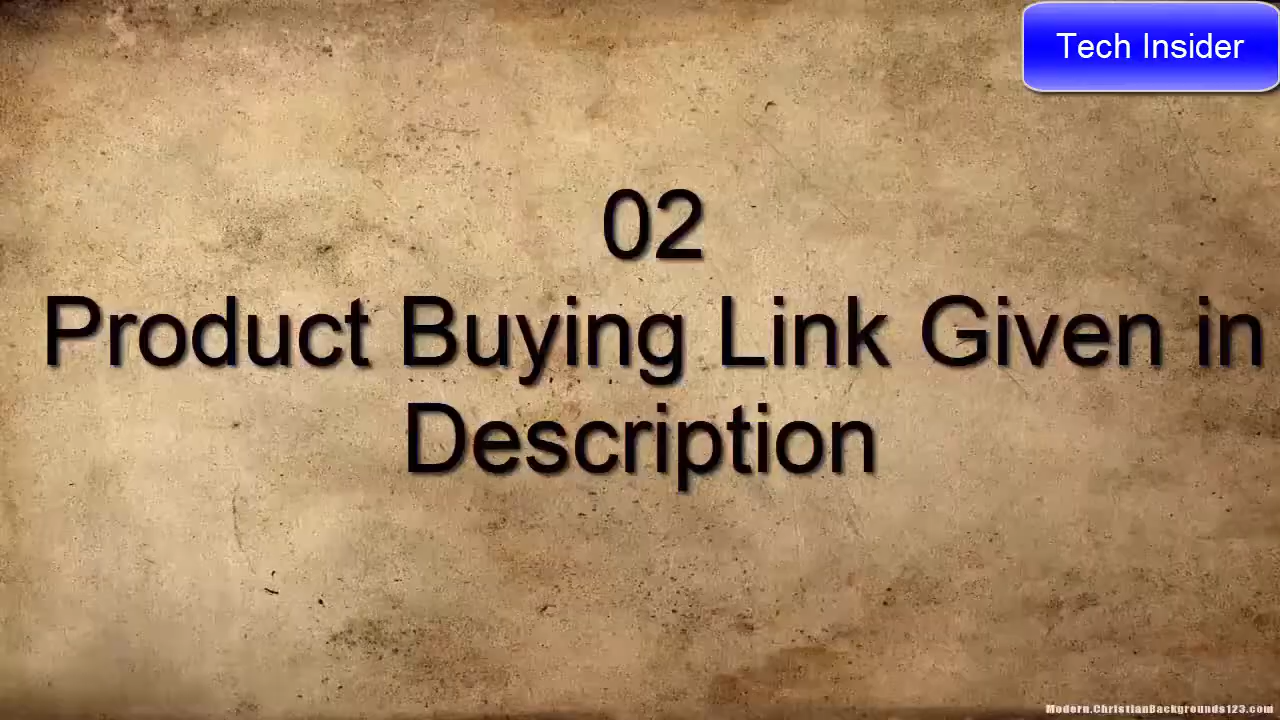 Tech Insider
02
Product Buying Link Given in
Description
Modern.ChristianBackgrounds123.com